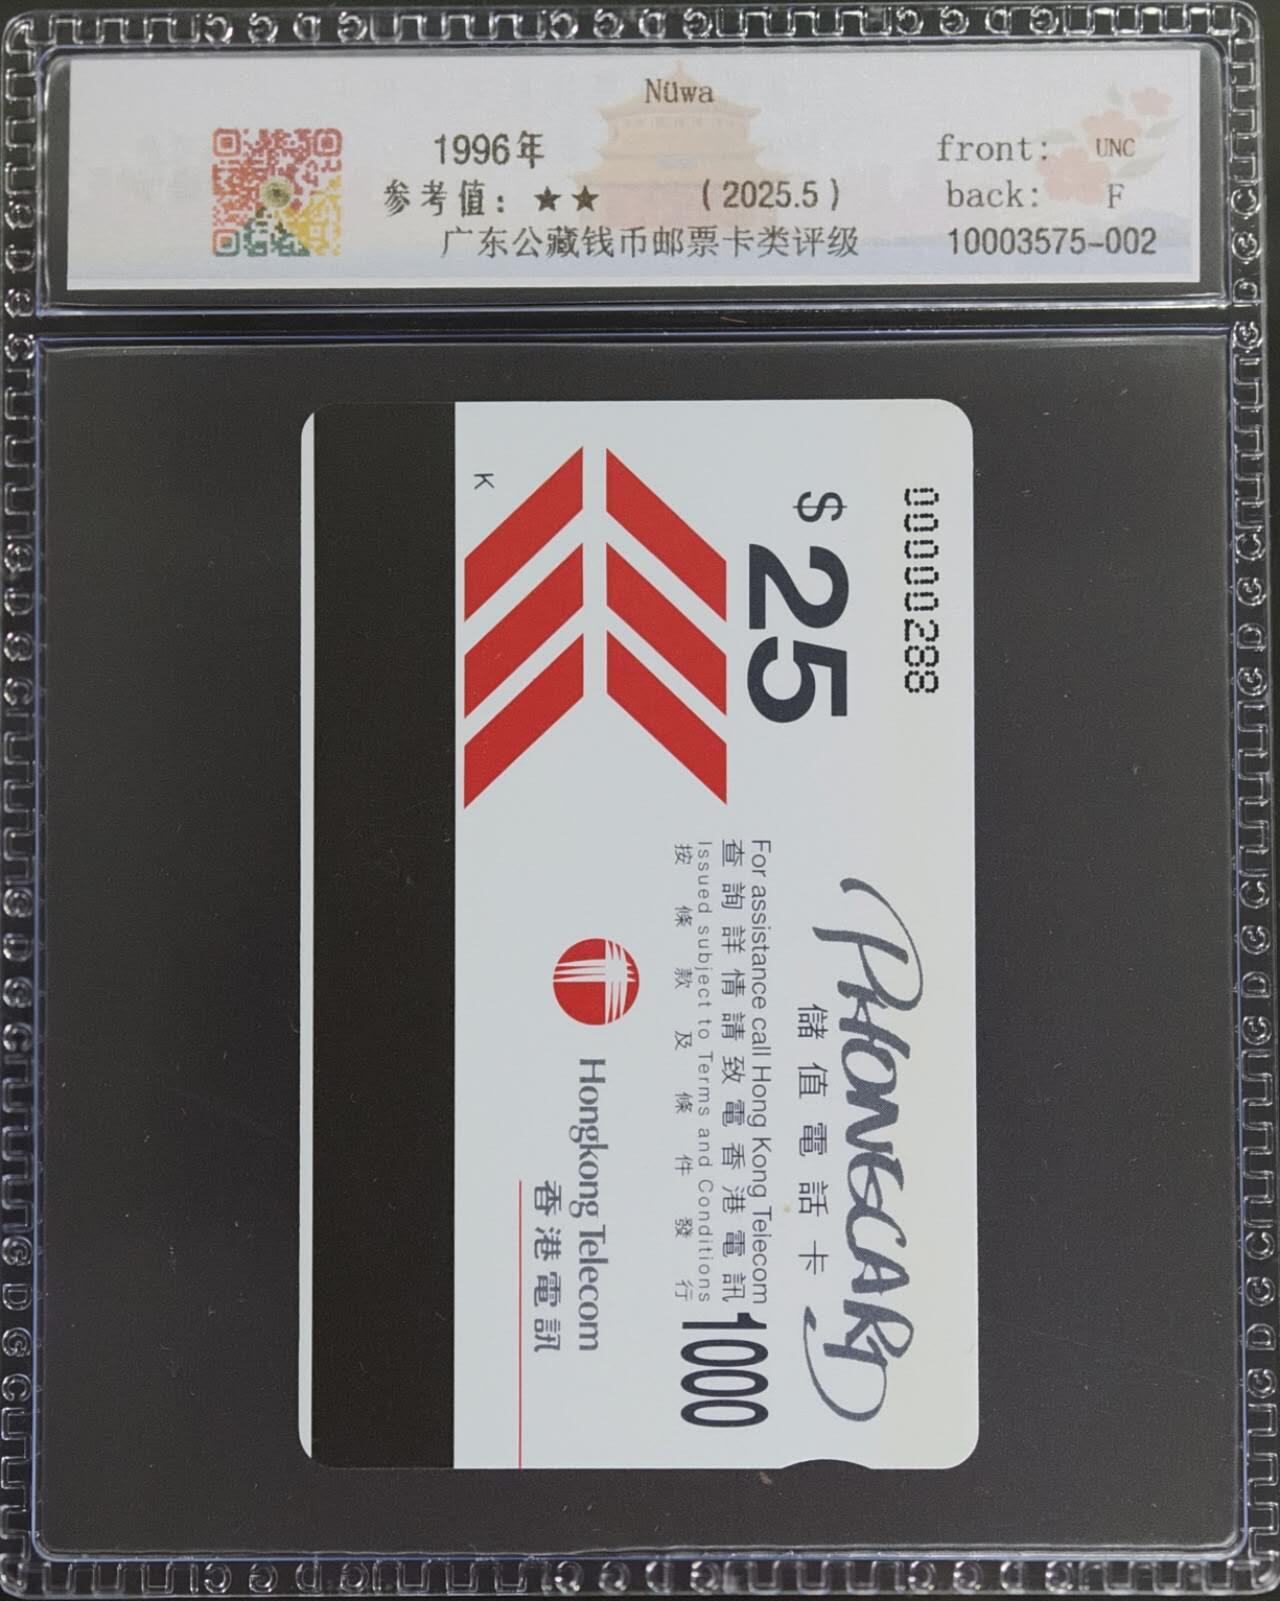 Nüwa
1996年
参考值：★★ （2025.5）
广东公藏钱币邮票卡类评级
front: UNC
back: F
10003575-002
00000288
$25
K
PHONECARD
儲值電話卡
For assistance call Hong Kong Telecom
查詢詳情請致電香港電訊
Issued subject to Terms and Conditions
按條款及條件發行
1000
Hongkong Telecom
香港電訊